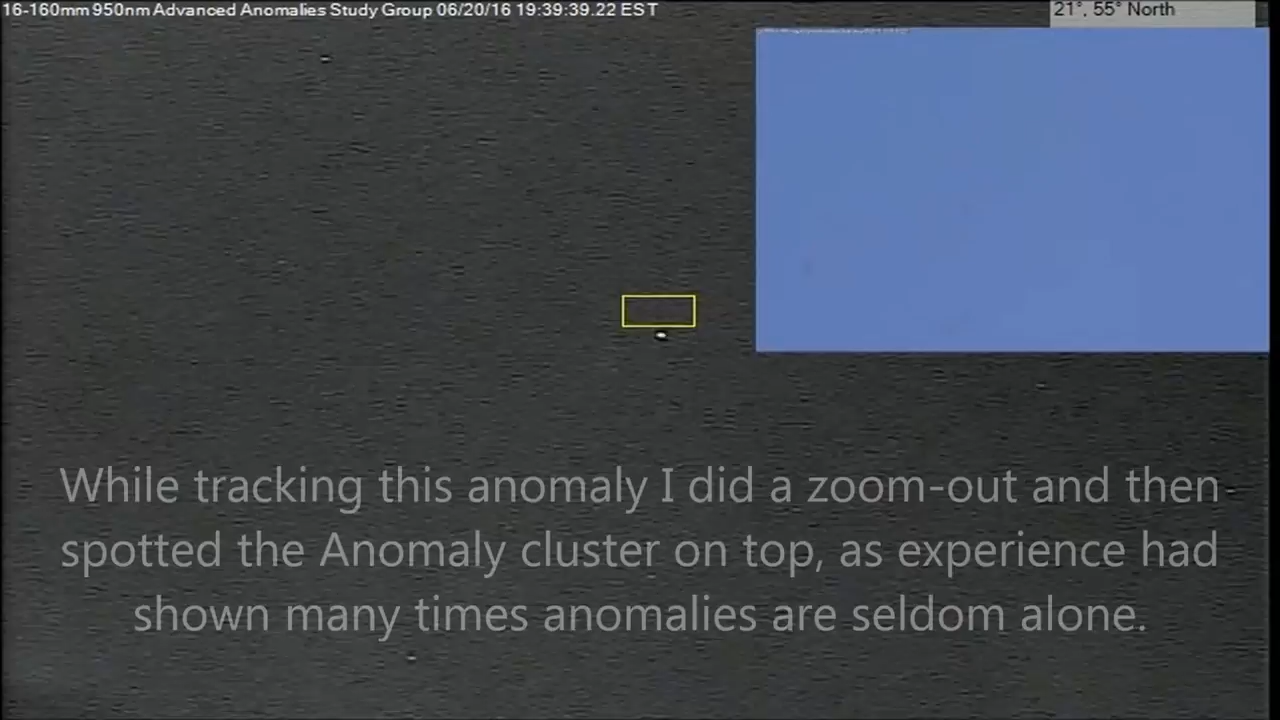 16-160mm 950nm Advanced Anomalies Study Group 06/20/16 19:39:39.22 EST
21°, 55° North
While tracking this anomaly I did a zoom-out and then
spotted the Anomaly cluster on top, as experience had
shown many times anomalies are seldom alone.